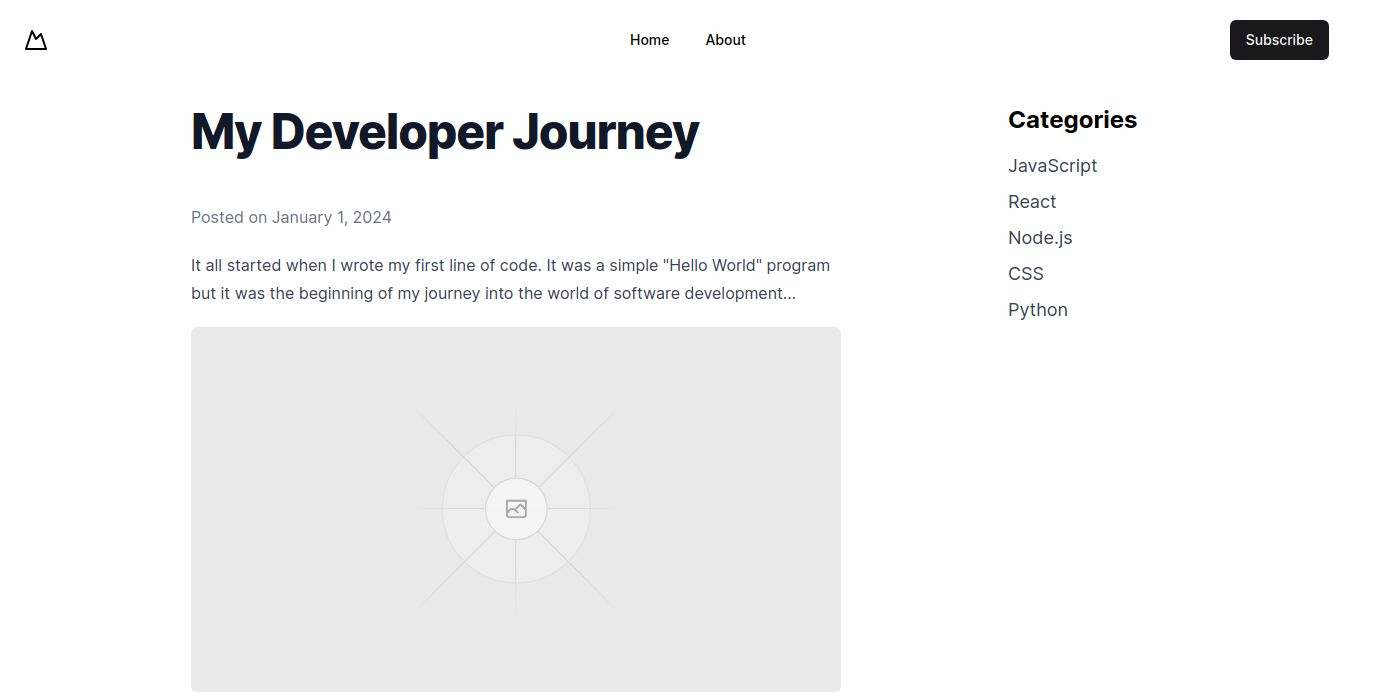 Home
About
Subscribe
My Developer Journey
Posted on January 1, 2024
It all started when I wrote my first line of code. It was a simple "Hello World" program
but it was the beginning of my journey into the world of software development...
Categories
JavaScript
React
Node.js
CSS
Python